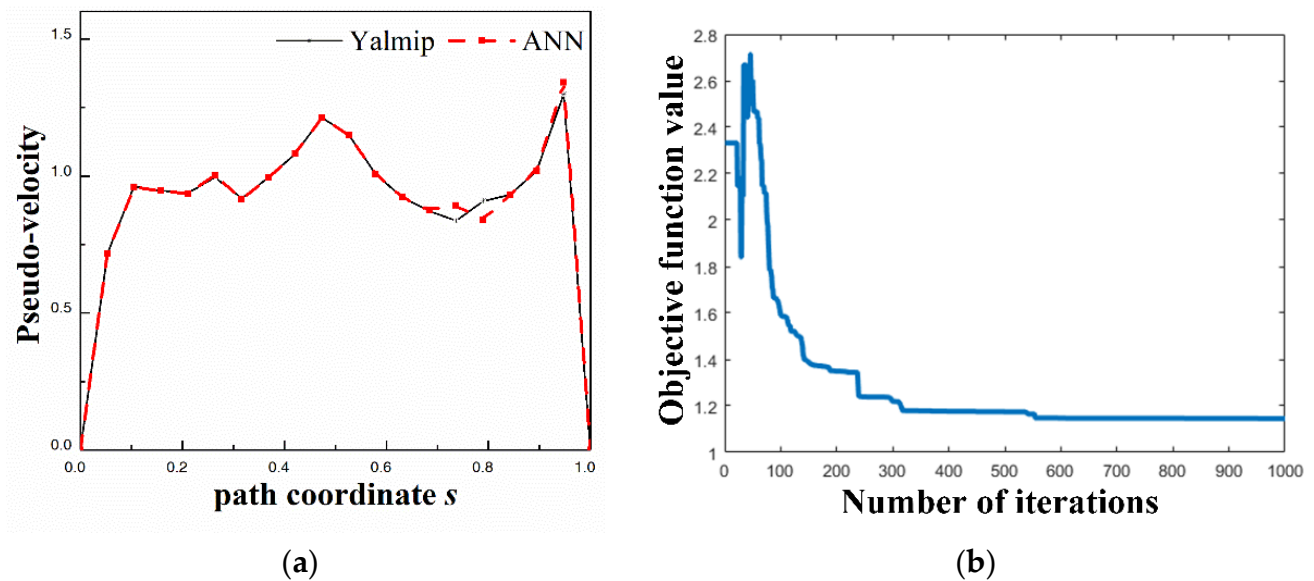 1.5
Yalmip ANN
1.0
0.5
0.0
Pseudo-velocity
0.0 0.2 0.4 0.6 0.8 1.0
path coordinate s
(a)
2.8
2.6
2.4
2.2
2
1.8
1.6
1.4
1.2
1
Objective function value
0 100 200 300 400 500 600 700 800 900 1000
Number of iterations
(b)